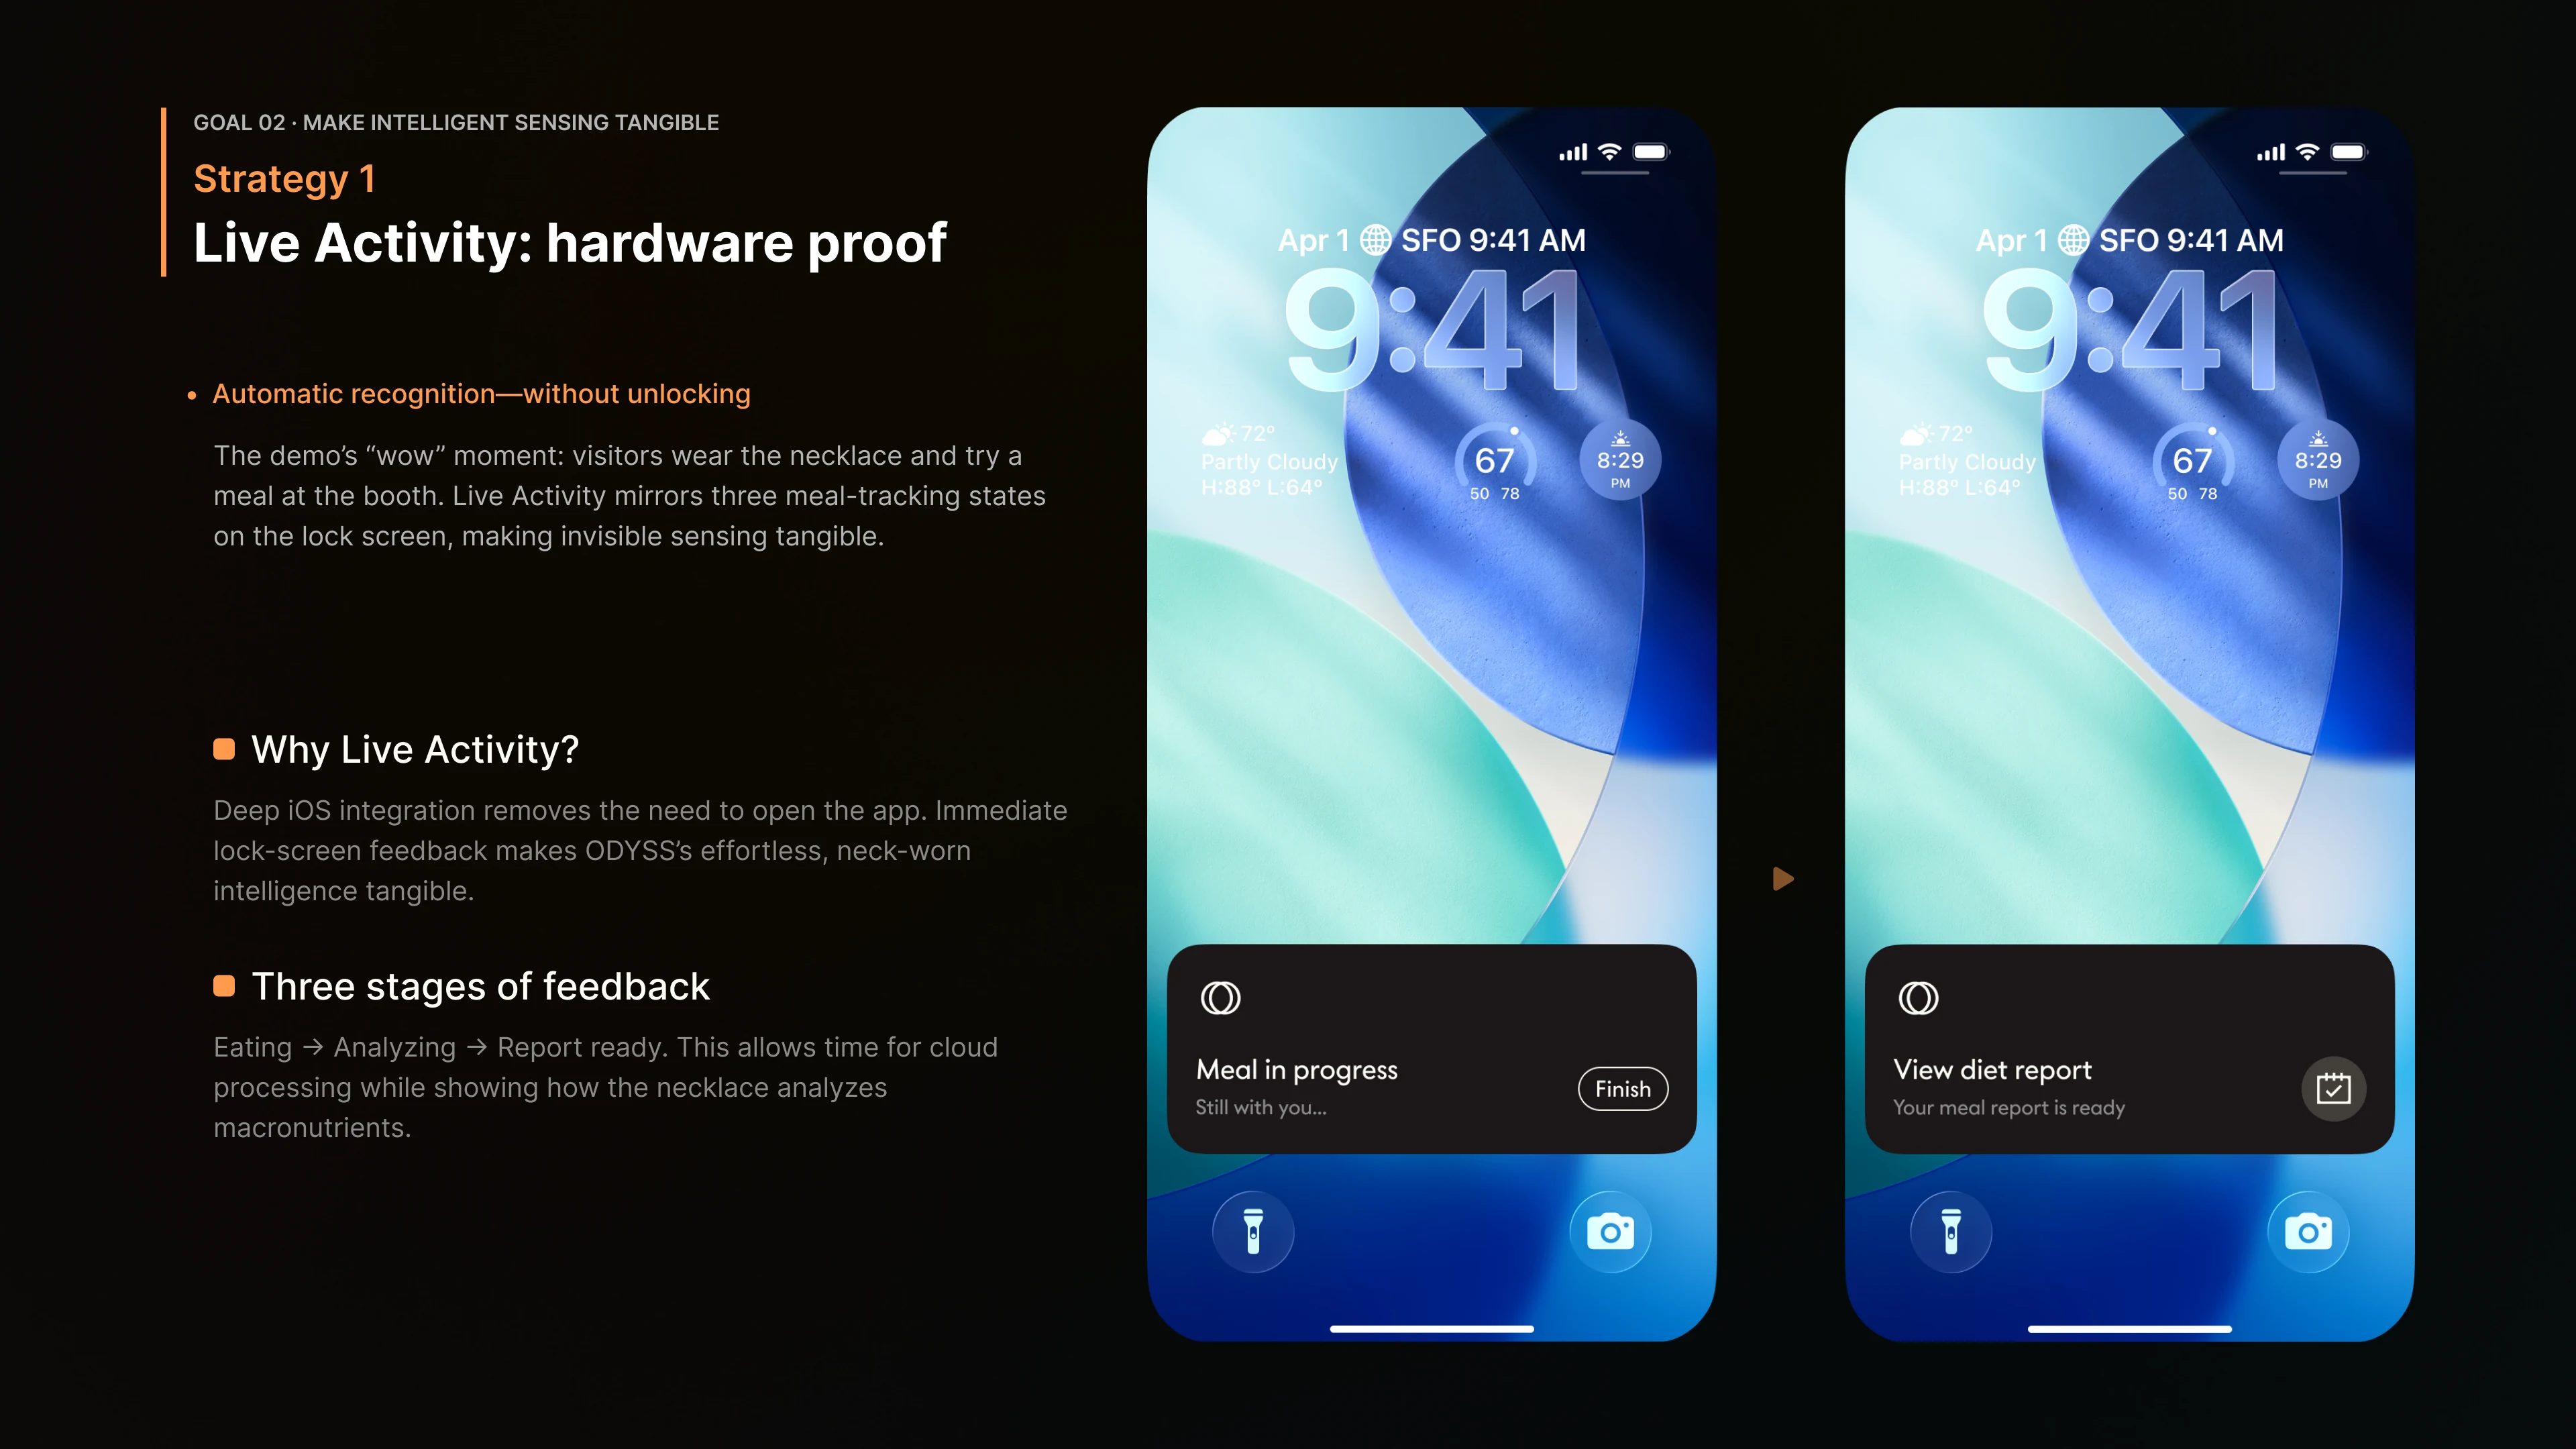 GOAL 02 · MAKE INTELLIGENT SENSING TANGIBLE
Strategy 1
Live Activity: hardware proof
• Automatic recognition—without unlocking
The demo’s “wow” moment: visitors wear the necklace and try a
meal at the booth. Live Activity mirrors three meal-tracking states
on the lock screen, making invisible sensing tangible.
Why Live Activity?
Deep iOS integration removes the need to open the app. Immediate
lock-screen feedback makes ODYSS’s effortless, neck-worn
intelligence tangible.
Three stages of feedback
Eating → Analyzing → Report ready. This allows time for cloud
processing while showing how the necklace analyzes
macronutrients.
Apr 1 SFO 9:41 AM
9:41
72°
Partly Cloudy
H:88° L:64°
67
50 78
8:29
PM
Meal in progress
Still with you...
Finish
Apr 1 SFO 9:41 AM
9:41
72°
Partly Cloudy
H:88° L:64°
67
50 78
8:29
PM
View diet report
Your meal report is ready